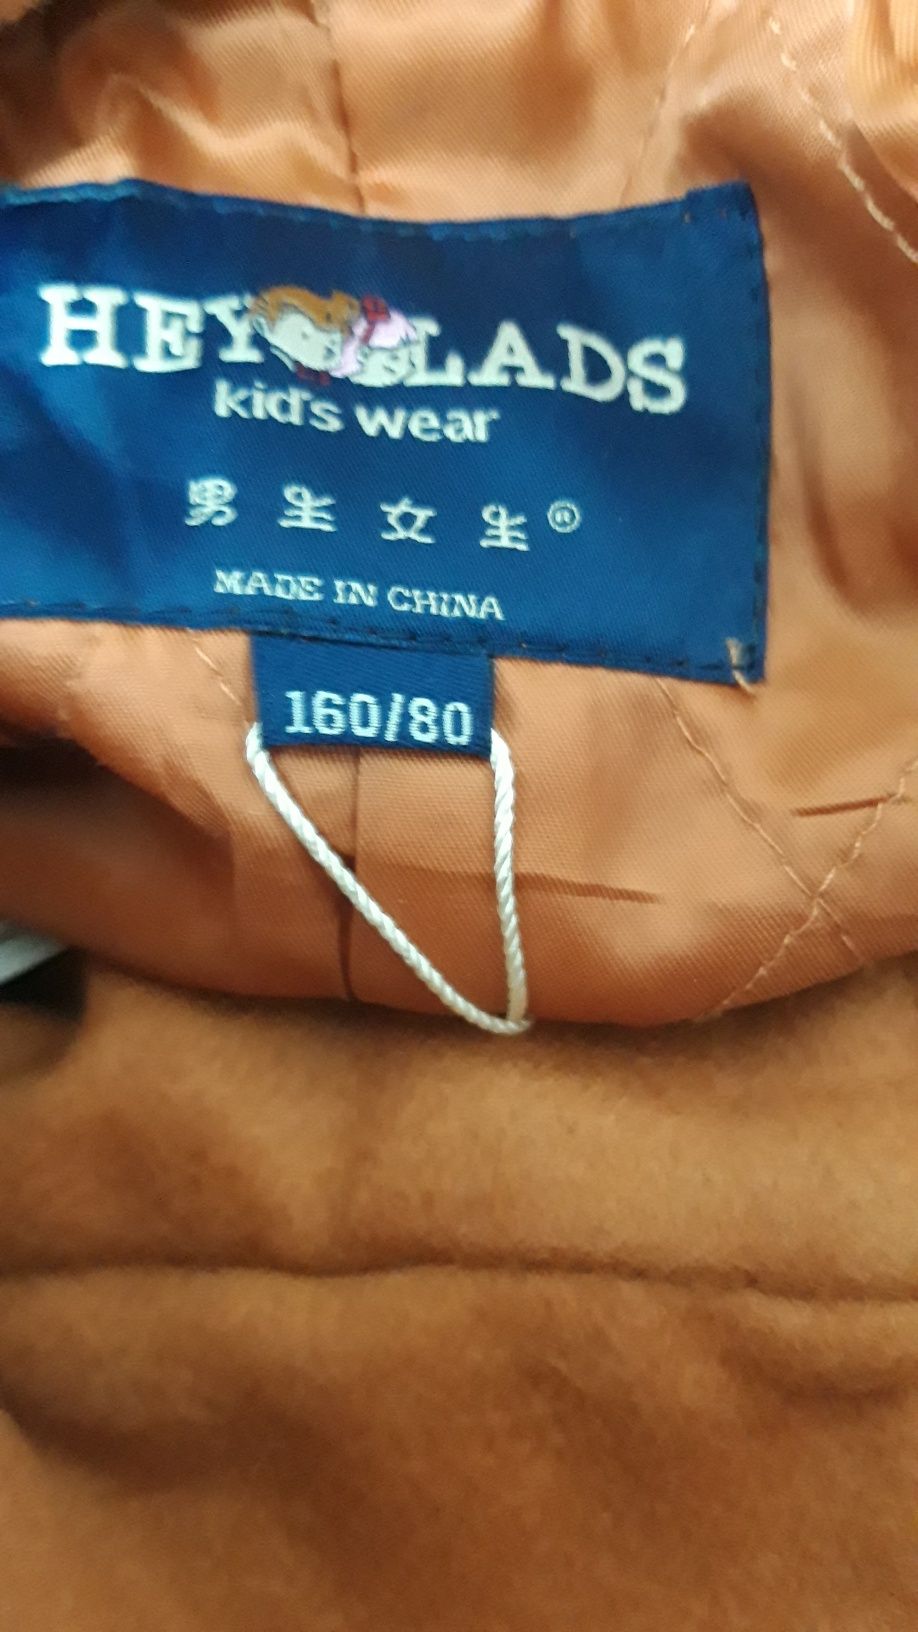 HEY LADS
kid's wear
男生女生®
MADE IN CHINA
160/80